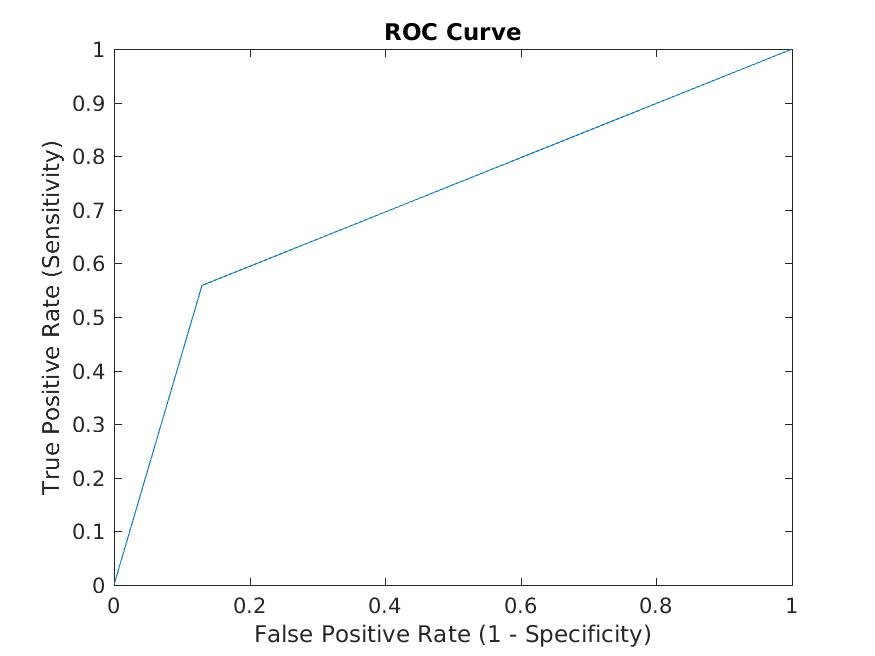 ROC Curve
True Positive Rate (Sensitivity)
1
0.9
0.8
0.7
0.6
0.5
0.4
0.3
0.2
0.1
0
0 0.2 0.4 0.6 0.8 1
False Positive Rate (1 - Specificity)